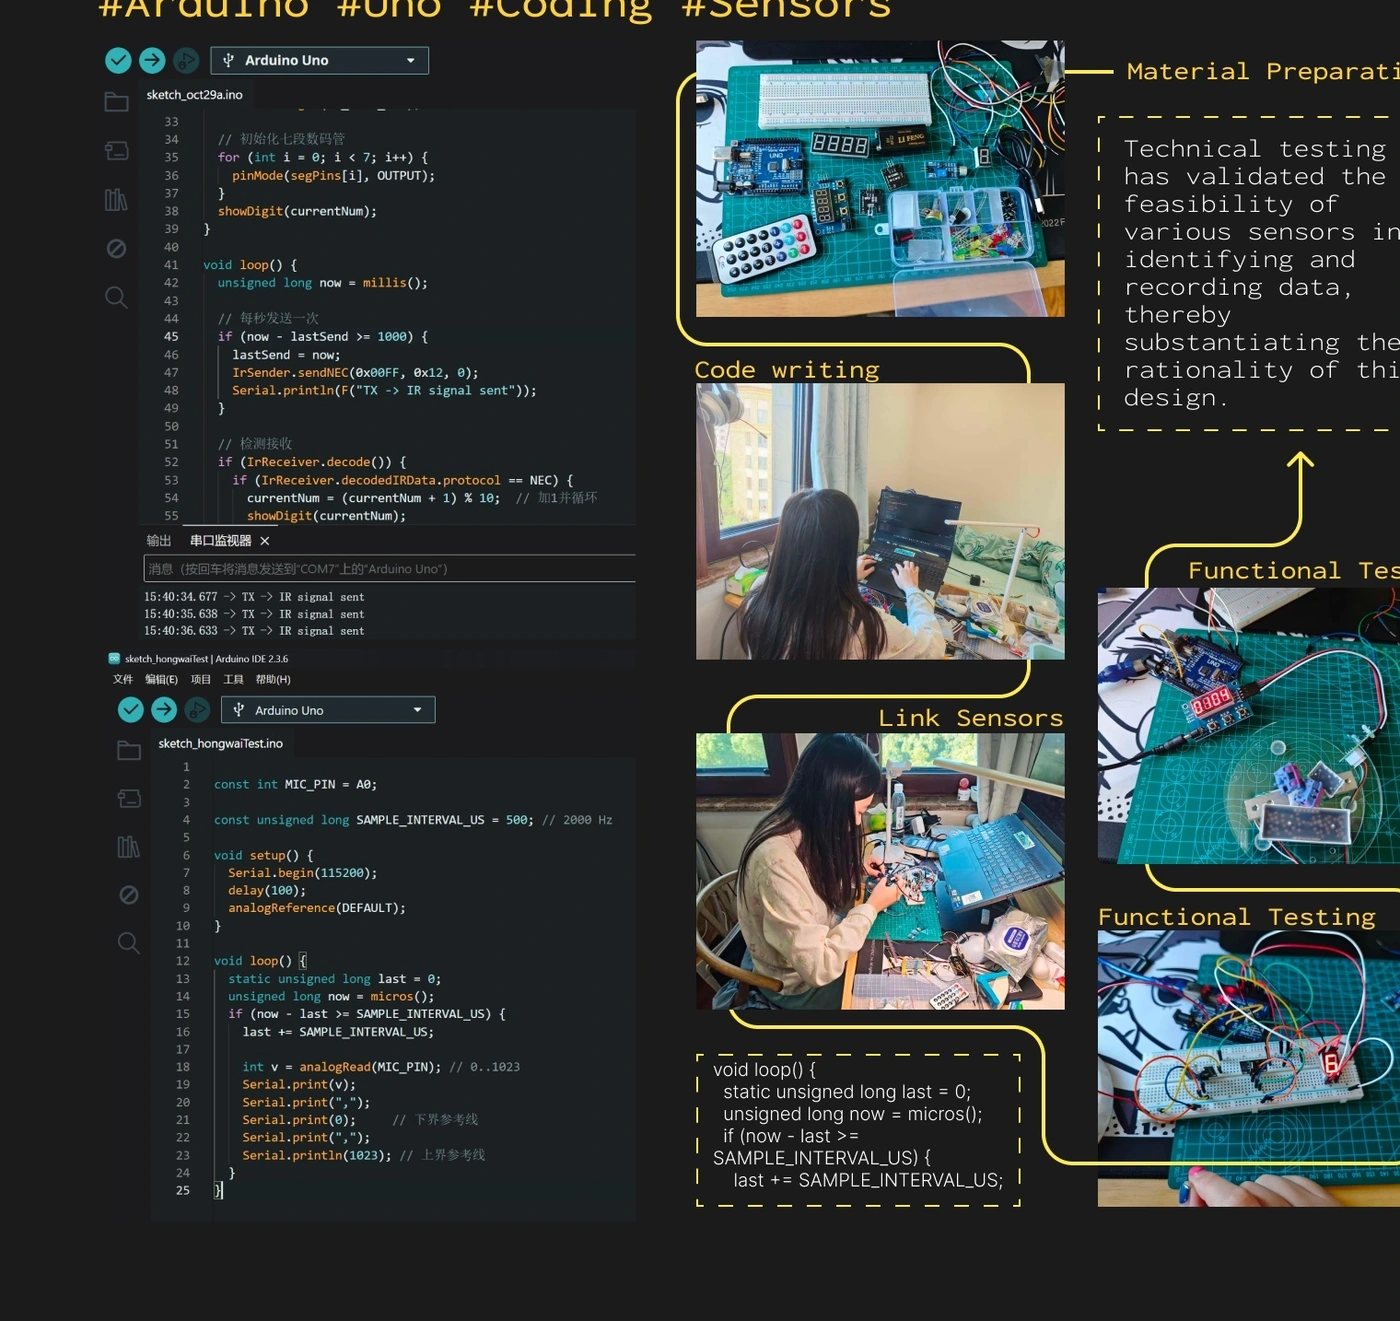 #Arduino #Uno #Coding #Sensors
Arduino Uno
sketch_oct29a.ino
33
34 // 初始化七段数码管
35 for (int i = 0; i < 7; i++) {
36 pinMode(segPins[i], OUTPUT);
37 }
38 showDigit(currentNum);
39 }
40
41 void loop() {
42 unsigned long now = millis();
43
44 // 每秒发送一次
45 if (now - lastSend >= 1000) {
46 lastSend = now;
47 IrSender.sendNEC(0x00FF, 0x12, 0);
48 Serial.println(F("TX -> IR signal sent"));
49 }
50
51 // 检测接收
52 if (IrReceiver.decode()) {
53 if (IrReceiver.decodedIRData.protocol == NEC) {
54 currentNum = (currentNum + 1) % 10; // 加1并循环
55 showDigit(currentNum);
输出 串口监视器 ×
消息（按回车将消息发送到“COM7”上的“Arduino Uno”）
15:40:34.677 -> TX -> IR signal sent
15:40:35.638 -> TX -> IR signal sent
15:40:36.633 -> TX -> IR signal sent
sketch_hongwaiTest | Arduino IDE 2.3.6
文件 编辑(E) 项目 工具 帮助(H)
Arduino Uno
sketch_hongwaiTest.ino
1
2 const int MIC_PIN = A0;
3
4 const unsigned long SAMPLE_INTERVAL_US = 500; // 2000 Hz
5
6 void setup() {
7 Serial.begin(115200);
8 delay(100);
9 analogReference(DEFAULT);
10 }
11
12 void loop() {
13 static unsigned long last = 0;
14 unsigned long now = micros();
15 if (now - last >= SAMPLE_INTERVAL_US) {
16 last += SAMPLE_INTERVAL_US;
17
18 int v = analogRead(MIC_PIN); // 0..1023
19 Serial.print(v);
20 Serial.print(",");
21 Serial.print(0); // 下界参考线
22 Serial.print(",");
23 Serial.println(1023); // 上界参考线
24 }
25 }
UNO
LI FENG
Code writing
Link Sensors
void loop() {
static unsigned long last = 0;
unsigned long now = micros();
if (now - last >=
SAMPLE_INTERVAL_US) {
last += SAMPLE_INTERVAL_US;
Material Preparati
Technical testing
has validated the
feasibility of
various sensors in
identifying and
recording data,
thereby
substantiating the
rationality of thi
design.
Functional Tes
UNO
Functional Testing